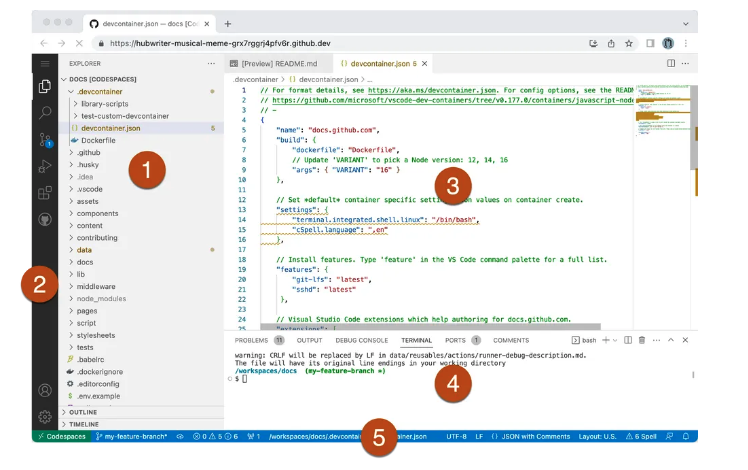 devcontainer.json — docs [Cod
https://hubwriter-musical-meme-grx7rggrj4pfv6r.github.dev
EXPLORER
DOCS [CODESPACES]
.devcontainer
library-scripts
test-custom-devcontainer
{} devcontainer.json 5
Dockerfile
.github
.husky
.idea
.vscode
assets
components
content
contributing
data
docs
lib
middleware
node_modules
pages
script
stylesheets
tests
.babelrc
.dockerignore
.editorconfig
.env.example
OUTLINE
TIMELINE
1
2
1
[Preview] README.md
{} devcontainer.json 5
.devcontainer > {} devcontainer.json > ...
1 // For format details, see https://aka.ms/devcontainer.json. For config options, see the READM
2 // https://github.com/microsoft/vscode-dev-containers/tree/v0.177.0/containers/javascript-node
3 // -
4 {
5 "name": "docs.github.com",
6 "build": {
7 "dockerfile": "Dockerfile",
8 // Update 'VARIANT' to pick a Node version: 12, 14, 16
9 "args": { "VARIANT": "16" }
10 },
11
12 // Set *default* container specific settings on values on container create.
13 "settings": {
14 "terminal.integrated.shell.linux": "/bin/bash",
15 "cSpell.language": ",en"
16 },
17
18 // Install features. Type 'feature' in the VS Code command palette for a full list.
19 "features": {
20 "git-lfs": "latest",
21 "sshd": "latest"
22 },
23
24 // Visual Studio Code extensions which help authoring for docs.github.com.
25 "extensions": [
3
PROBLEMS 11 OUTPUT DEBUG CONSOLE TERMINAL PORTS 1 COMMENTS bash
warning: CRLF will be replaced by LF in data/reusables/actions/runner-debug-description.md.
The file will have its original line endings in your working directory
/workspaces/docs (my-feature-branch *)
$
4
Codespaces my-feature-branch* 0 5 6 1 /workspaces/docs/.devcont iner.json UTF-8 LF {} JSON with Comments Layout: U.S. 6 Spell
5